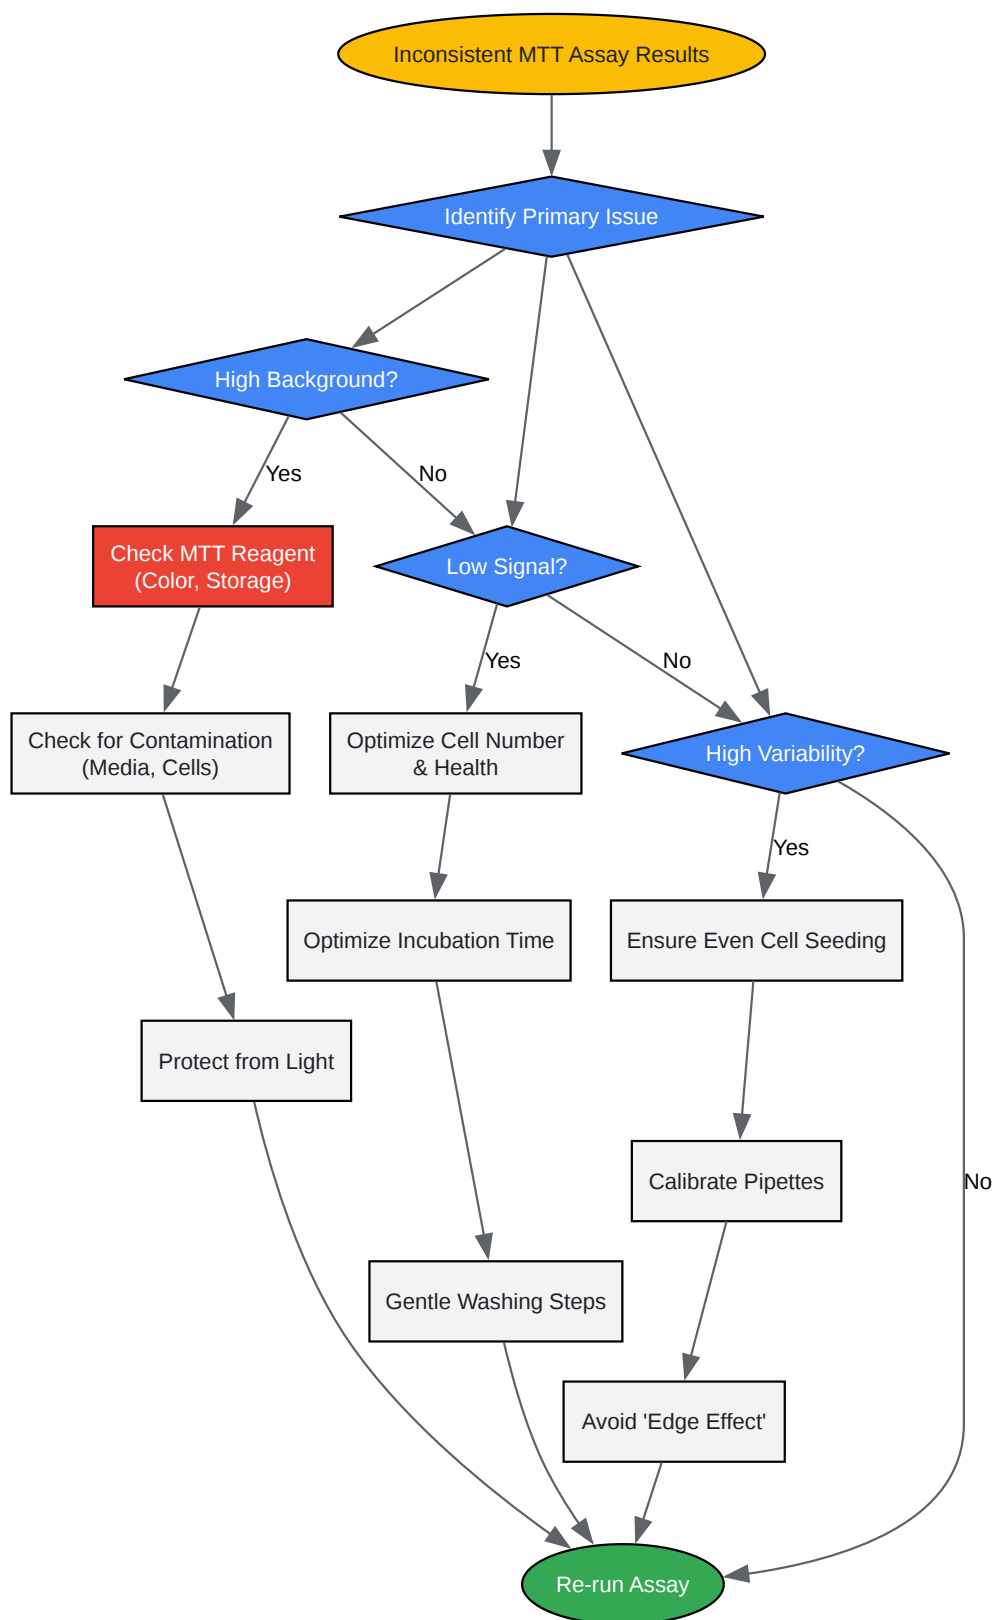 Inconsistent MTT Assay Results
Identify Primary Issue
High Background?
Yes
No
Check MTT Reagent
(Color, Storage)
Low Signal?
Yes
No
Check for Contamination
(Media, Cells)
Optimize Cell Number
& Health
High Variability?
Yes
Optimize Incubation Time
Ensure Even Cell Seeding
Protect from Light
Calibrate Pipettes
No
Gentle Washing Steps
Avoid 'Edge Effect'
Re-run Assay